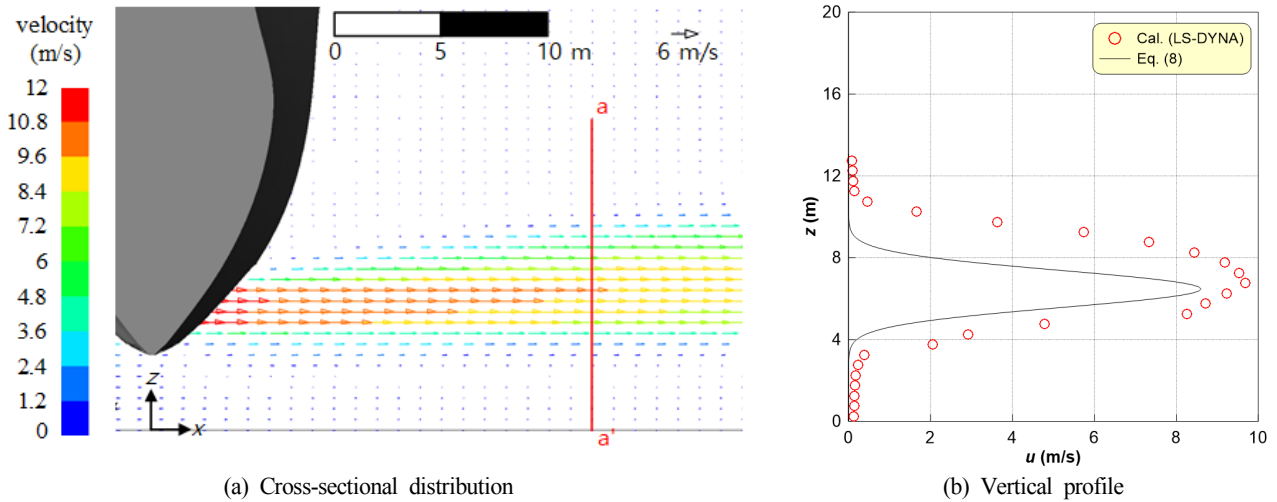 velocity
(m/s)
12
10.8
9.6
8.4
7.2
6
4.8
3.6
2.4
1.2
0
0 5 10 m
6 m/s
a
a'
z
x
20
16
12
8
4
0
z (m)
0 2 4 6 8 10
u (m/s)
Cal. (LS-DYNA)
Eq. (8)
(a) Cross-sectional distribution
(b) Vertical profile